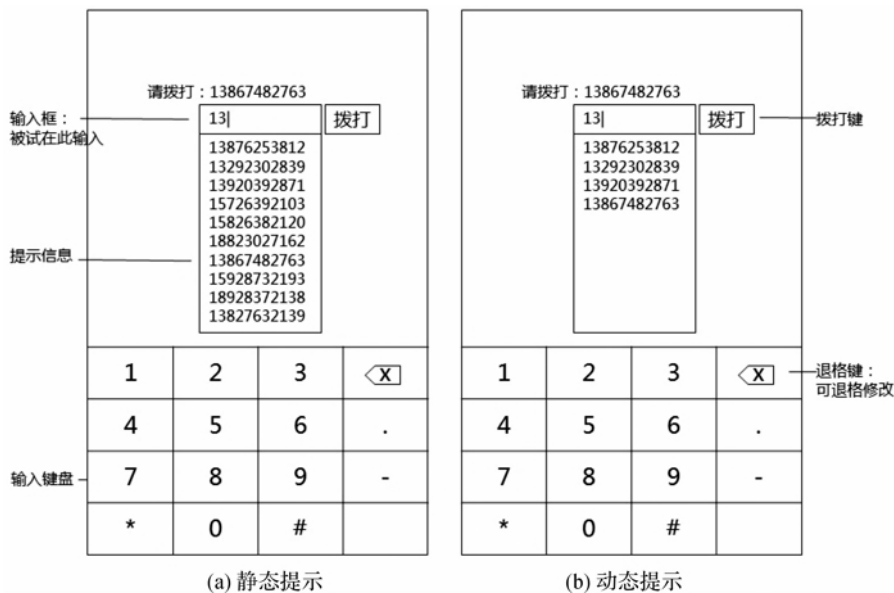 请拨打：13867482763
输入框：
被试在此输入
13|
拨打
13876253812
13292302839
13920392871
15726392103
15826382120
18823027162
13867482763
15928732193
18928372138
13827632139
提示信息
1 2 3 X
4 5 6 .
7 8 9 -
* 0 #
输入键盘
(a) 静态提示
请拨打：13867482763
13|
拨打
拨打键
13876253812
13292302839
13920392871
13867482763
1 2 3 X
退格键：
可退格修改
4 5 6 .
7 8 9 -
* 0 #
(b) 动态提示